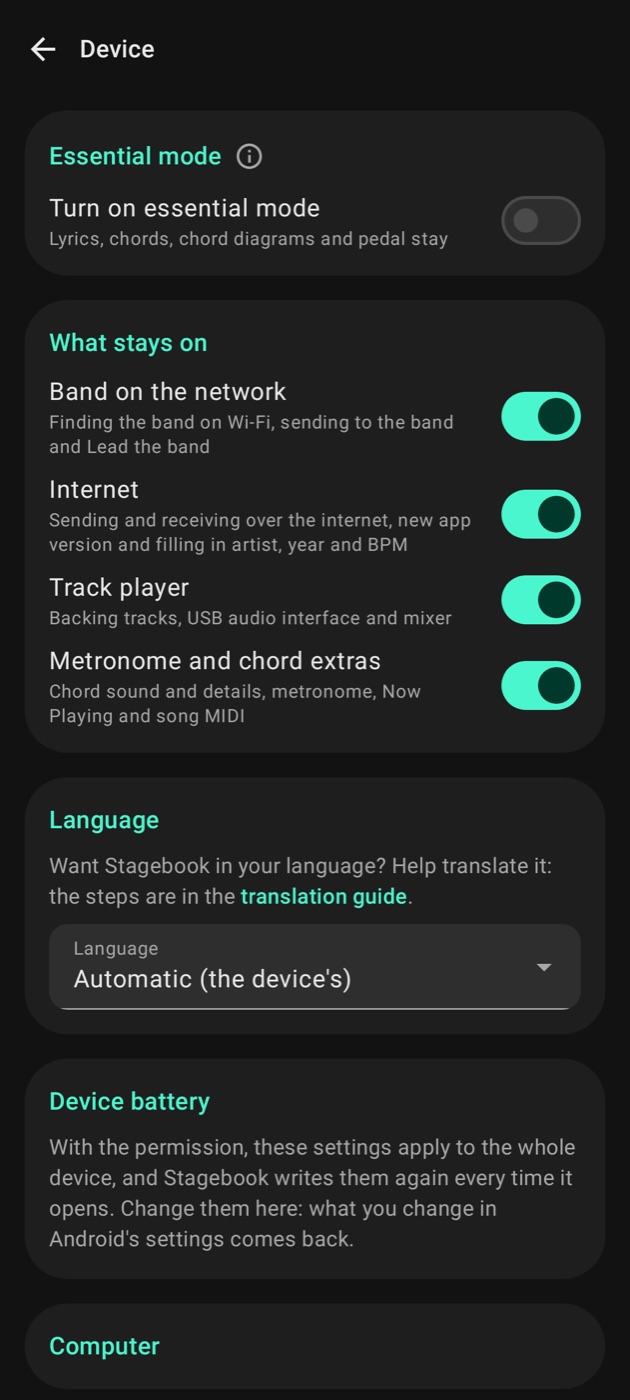 Device
Essential mode
Turn on essential mode
Lyrics, chords, chord diagrams and pedal stay
What stays on
Band on the network
Finding the band on Wi-Fi, sending to the band
and Lead the band
Internet
Sending and receiving over the internet, new app
version and filling in artist, year and BPM
Track player
Backing tracks, USB audio interface and mixer
Metronome and chord extras
Chord sound and details, metronome, Now
Playing and song MIDI
Language
Want Stagebook in your language? Help translate it:
the steps are in the translation guide.
Language
Automatic (the device's)
Device battery
With the permission, these settings apply to the whole
device, and Stagebook writes them again every time it
opens. Change them here: what you change in
Android's settings comes back.
Computer